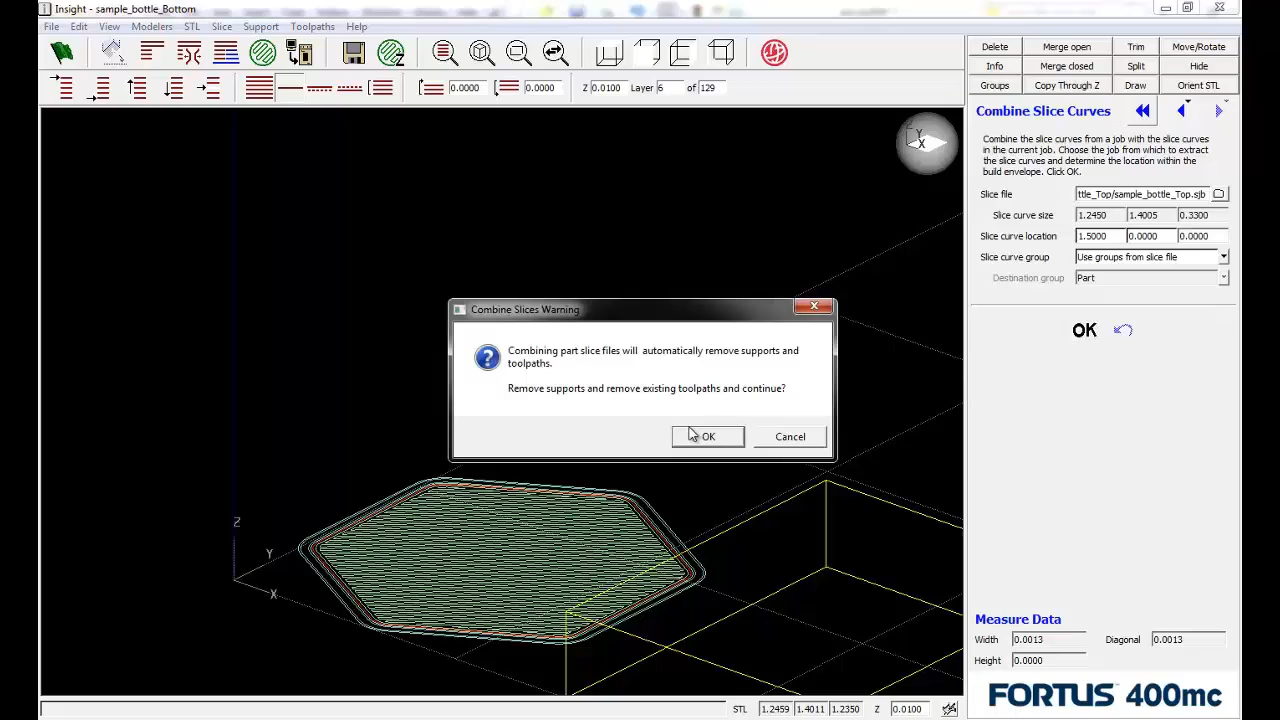 Insight - sample_bottle_Bottom
File Edit View Modelers STL Slice Support Toolpaths Help
0.0000 0.0000 Z 0.0100 Layer 6 of 129
Delete Merge open Trim Move/Rotate
Info Merge closed Split Hide
Groups Copy Through Z Draw Orient STL
Combine Slice Curves
Combine the slice curves from a job with the slice curves
in the current job. Choose the job from which to extract
the slice curves and determine the location within the
build envelope. Click OK.
Slice file ttle_Top/sample_bottle_Top.sjb
Slice curve size 1.2450 1.4005 0.3300
Slice curve location 1.5000 0.0000 0.0000
Slice curve group Use groups from slice file
Destination group Part
OK
Y
X
Combine Slices Warning
Combining part slice files will automatically remove supports and
toolpaths.
Remove supports and remove existing toolpaths and continue?
OK Cancel
Z
Y
X
Measure Data
Width 0.0013 Diagonal 0.0013
Height 0.0000
FORTUS 400mc
STL 1.2459 1.4011 1.2350 Z 0.0100